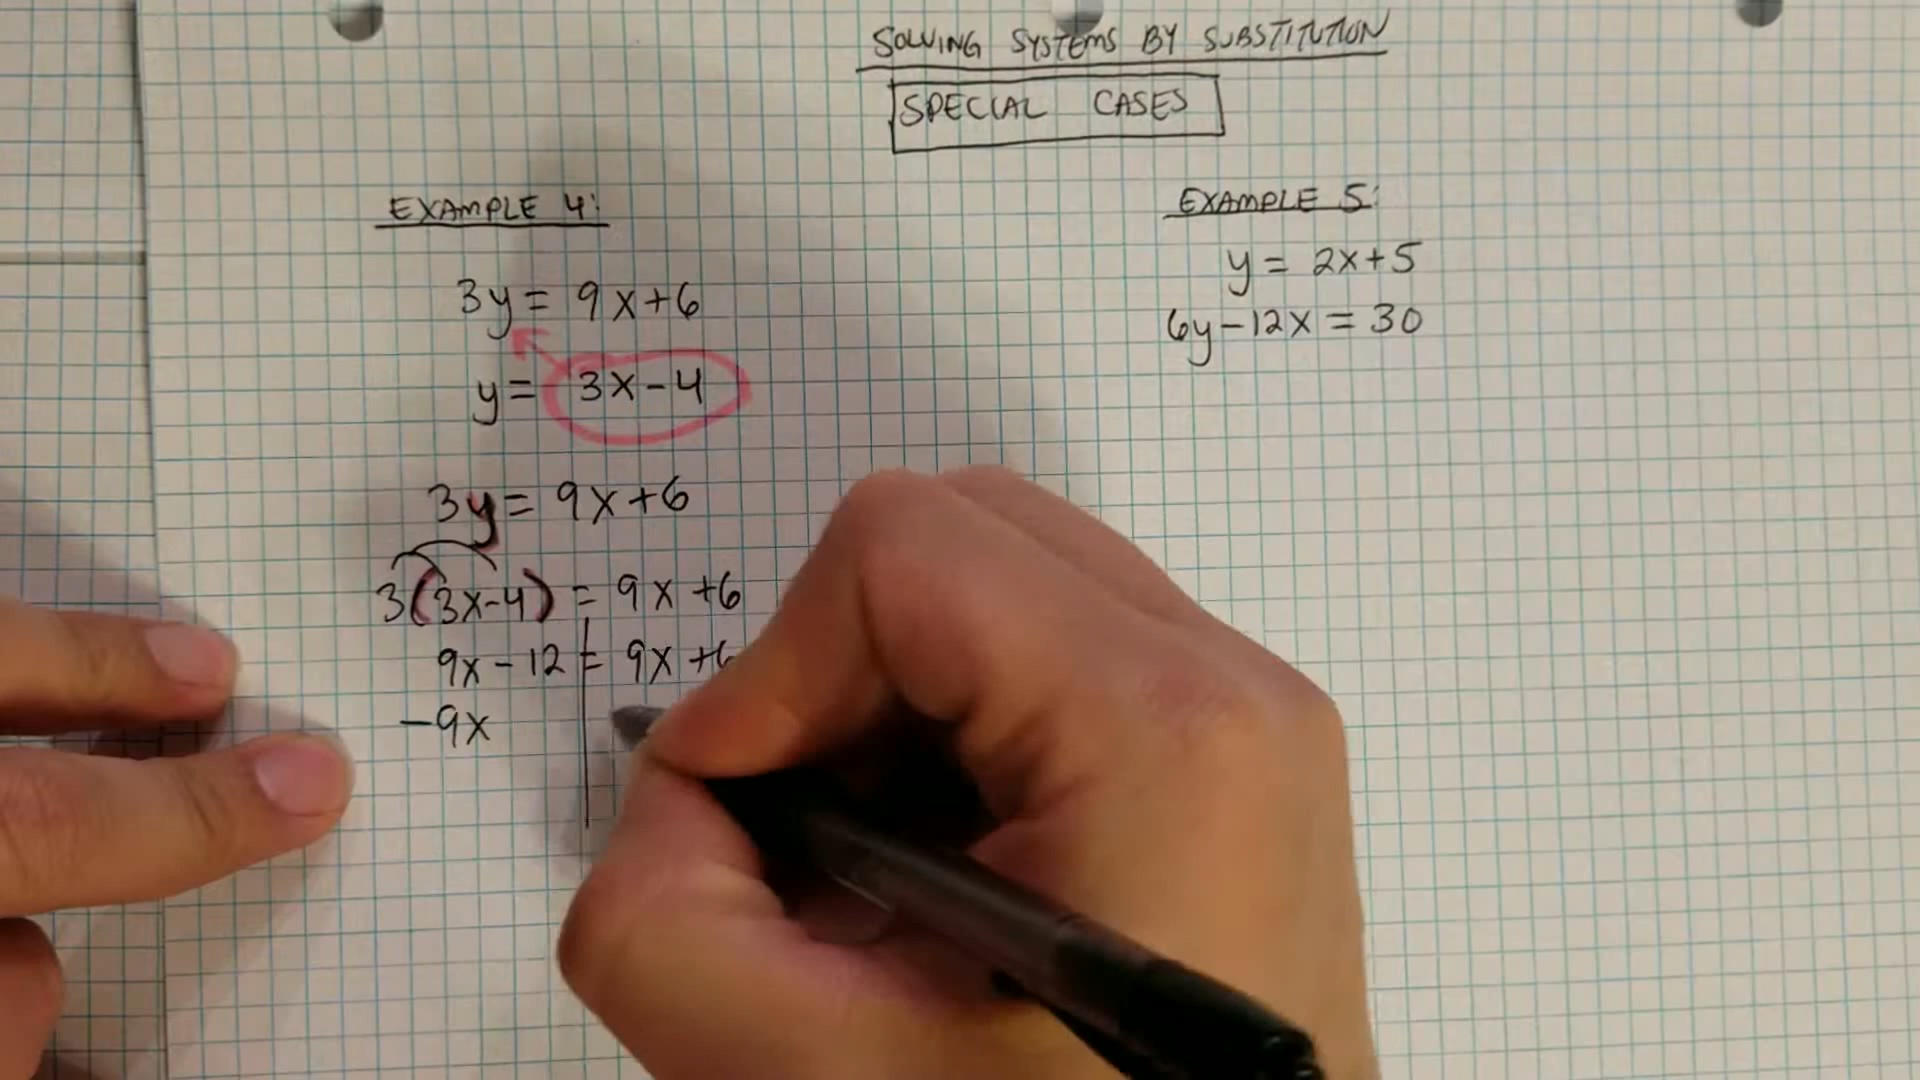 SOLVING SYSTEMS BY SUBSTITUTION
SPECIAL CASES
EXAMPLE 4:
3y = 9x+6
y = 3x-4
3y = 9x+6
3(3x-4) = 9x +6
9x - 12 = 9x +6
-9x
EXAMPLE 5:
y = 2x+5
6y-12x = 30